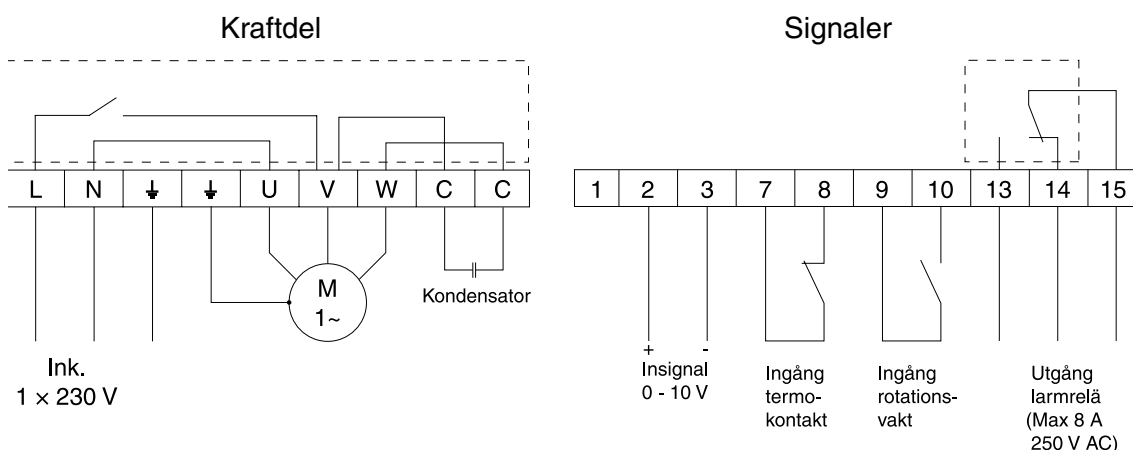 Kraftdel
Signaler
L N U V W C C
1 2 3 7 8 9 10 13 14 15
M
1~
Kondensator
Ink.
1 × 230 V
+ -
Insignal
0 - 10 V
Ingång
termo-
kontakt
Ingång
rotations-
vakt
Utgång
larmrelä
(Max 8 A
250 V AC)